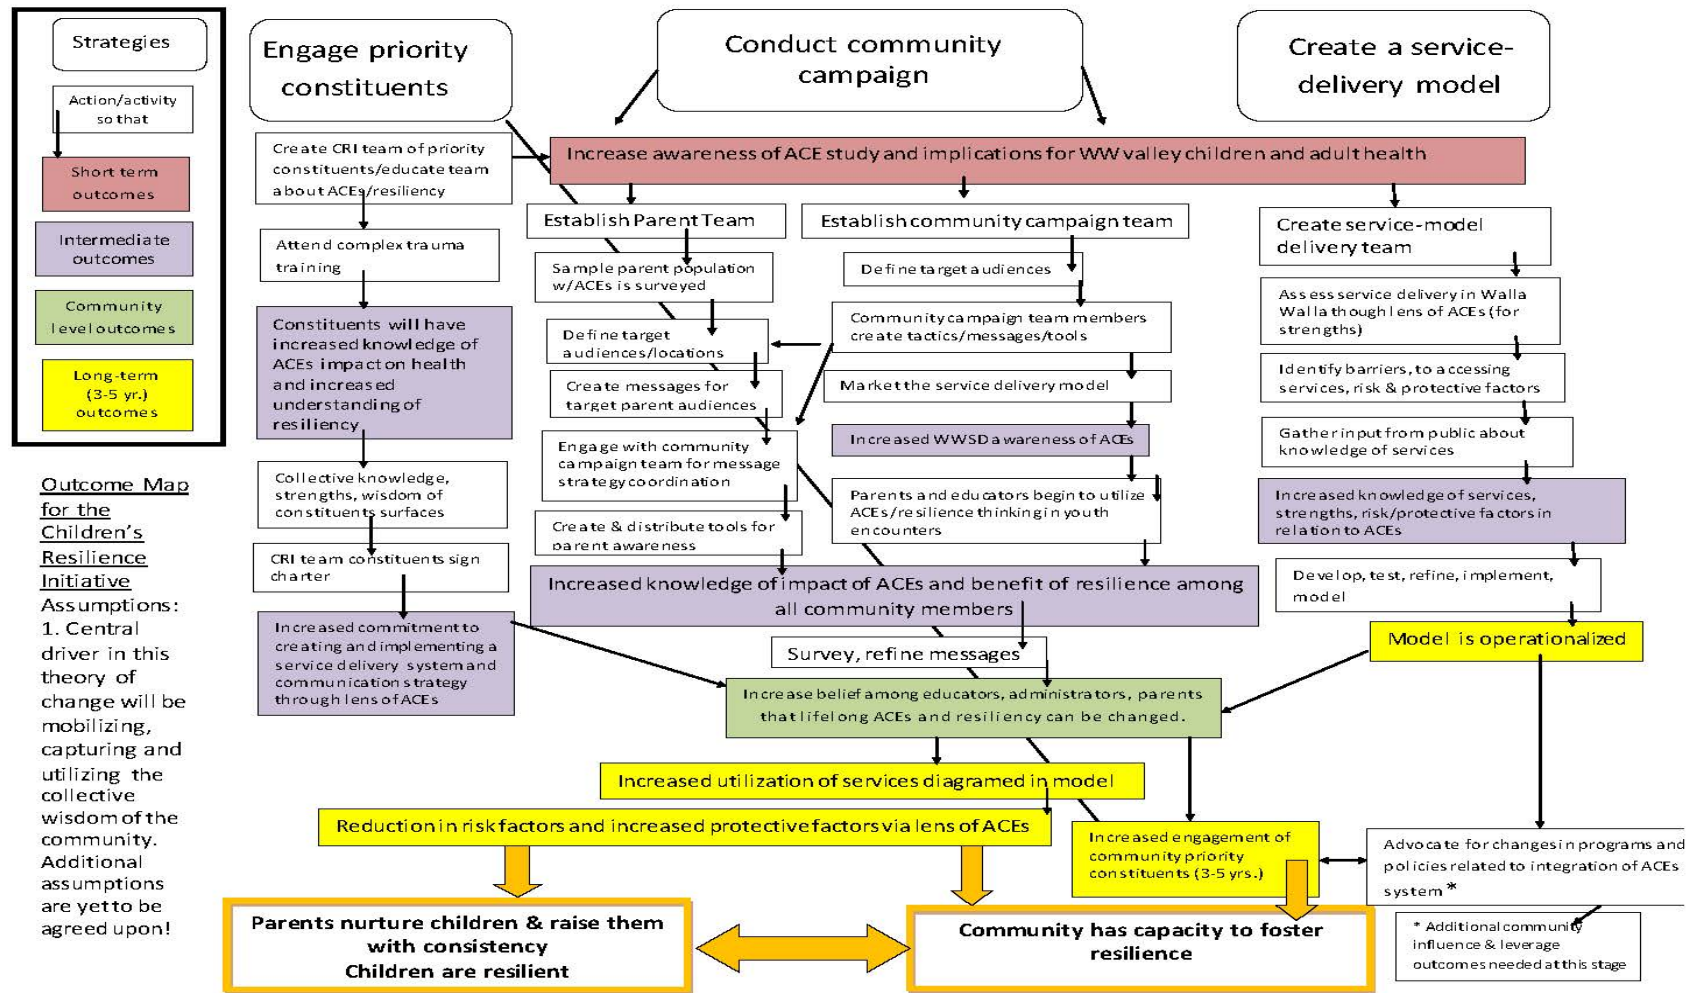 Strategies
Action/activity
so that
Short term
outcomes
Intermediate
outcomes
Community
level outcomes
Long-term
(3-5 yr.)
outcomes
Outcome Map
for the
Children's
Resilience
Initiative
Assumptions:
1. Central
driver in this
theory of
change will be
mobilizing,
capturing and
utilizing the
collective
wisdom of the
community.
Additional
assumptions
are yet to be
agreed upon!
Engage priority
constituents
Create CRI team of priority
constituents/educate team
about ACEs/resiliency
Attend complex trauma
training
Constituents will have
increased knowledge of
ACEs impact on health
and increased
understanding of
resiliency
Collective knowledge,
strengths, wisdom of
constituents surfaces
CRI team constituents sign
charter
Increased commitment to
creating and implementing a
service delivery system and
communication strategy
through lens of ACEs
Conduct community
campaign
Increase awareness of ACE study and implications for WW valley children and adult health
Establish Parent Team
Sample parent population
w/ACEs is surveyed
Define target
audiences/locations
Create messages for
target parent audiences
Engage with community
campaign team for message
strategy coordination
Create & distribute tools for
parent awareness
Establish community campaign team
Define target audiences
Community campaign team members
create tactics/messages/tools
Market the service delivery model
Increased WWSD awareness of ACEs
Parents and educators begin to utilize
ACEs/resilience thinking in youth
encounters
Increased knowledge of impact of ACEs and benefit of resilience among
all community members
Survey, refine messages
Increase belief among educators, administrators, parents
that lifelong ACEs and resiliency can be changed.
Create a service-
delivery model
Create service-model
delivery team
Assess service delivery in Walla
Walla though lens of ACEs (for
strengths)
Identify barriers, to accessing
services, risk & protective factors
Gather input from public about
knowledge of services
Increased knowledge of services,
strengths, risk/protective factors in
relation to ACEs
Develop, test, refine, implement,
model
Model is operationalized
Increased utilization of services diagramed in model
Reduction in risk factors and increased protective factors via lens of ACEs
Increased engagement of
community priority
constituents (3-5 yrs.)
Advocate for changes in programs and
policies related to integration of ACEs
system *
* Additional community
influence & leverage
outcomes needed at this stage
Parents nurture children & raise them
with consistency
Children are resilient
Community has capacity to foster
resilience